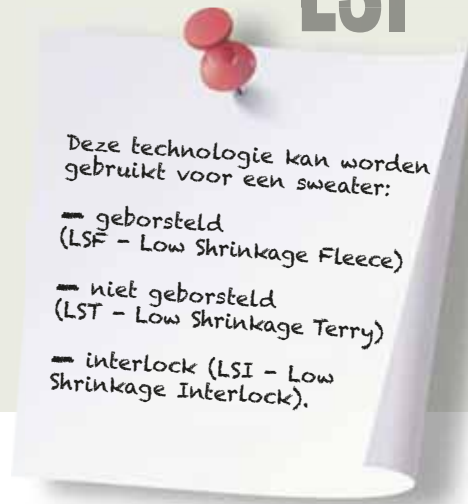 Deze technologie kan worden
gebruikt voor een sweater:
– geborsteld
(LSF – Low Shrinkage Fleece)
– niet geborsteld
(LST – Low Shrinkage Terry)
– interlock (LSI – Low
Shrinkage Interlock).